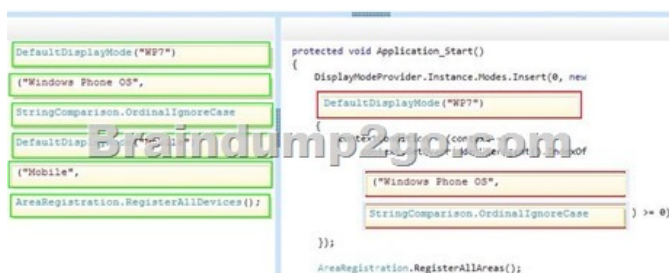 DefaultDisplayMode("WP7")
("Windows Phone OS",
StringComparison.OrdinalIgnoreCase
("Mobile",
AreaRegistration.RegisterAllDevices();
Braindump2go.com
protected void Application_Start()
{
DisplayModeProvider.Instance.Modes.Insert(0, new
DefaultDisplayMode("WP7")
{
("Windows Phone OS",
StringComparison.OrdinalIgnoreCase ) >= 0)
});
AreaRegistration.RegisterAllAreas();